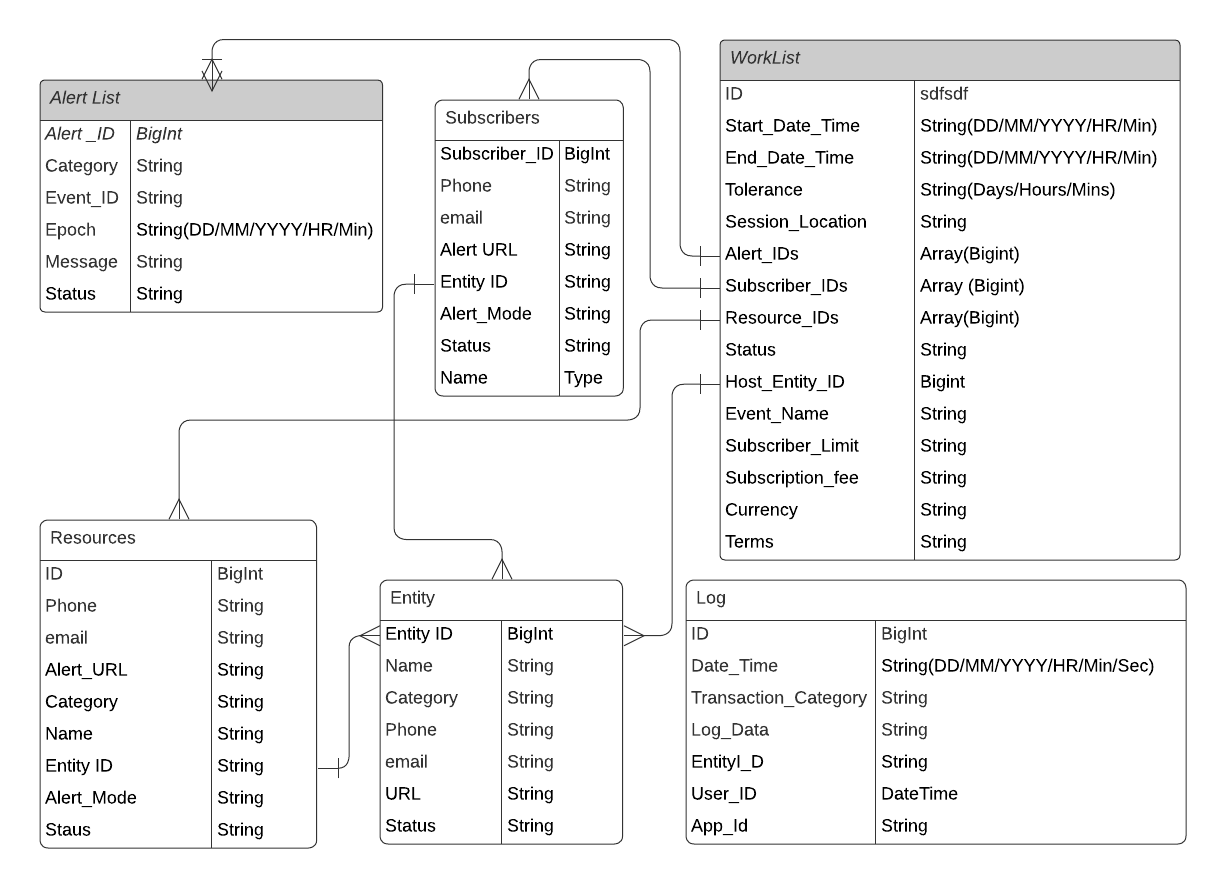 Alert List
Alert _ID BigInt
Category String
Event_ID String
Epoch String(DD/MM/YYYY/HR/Min)
Message String
Status String
Subscribers
Subscriber_ID BigInt
Phone String
email String
Alert URL String
Entity ID String
Alert_Mode String
Status String
Name Type
WorkList
ID sdfsdf
Start_Date_Time String(DD/MM/YYYY/HR/Min)
End_Date_Time String(DD/MM/YYYY/HR/Min)
Tolerance String(Days/Hours/Mins)
Session_Location String
Alert_IDs Array(Bigint)
Subscriber_IDs Array (Bigint)
Resource_IDs Array(Bigint)
Status String
Host_Entity_ID Bigint
Event_Name String
Subscriber_Limit String
Subscription_fee String
Currency String
Terms String
Resources
ID BigInt
Phone String
email String
Alert_URL String
Category String
Name String
Entity ID String
Alert_Mode String
Staus String
Entity
Entity ID BigInt
Name String
Category String
Phone String
email String
URL String
Status String
Log
ID BigInt
Date_Time String(DD/MM/YYYY/HR/Min/Sec)
Transaction_Category String
Log_Data String
EntityI_D String
User_ID DateTime
App_Id String